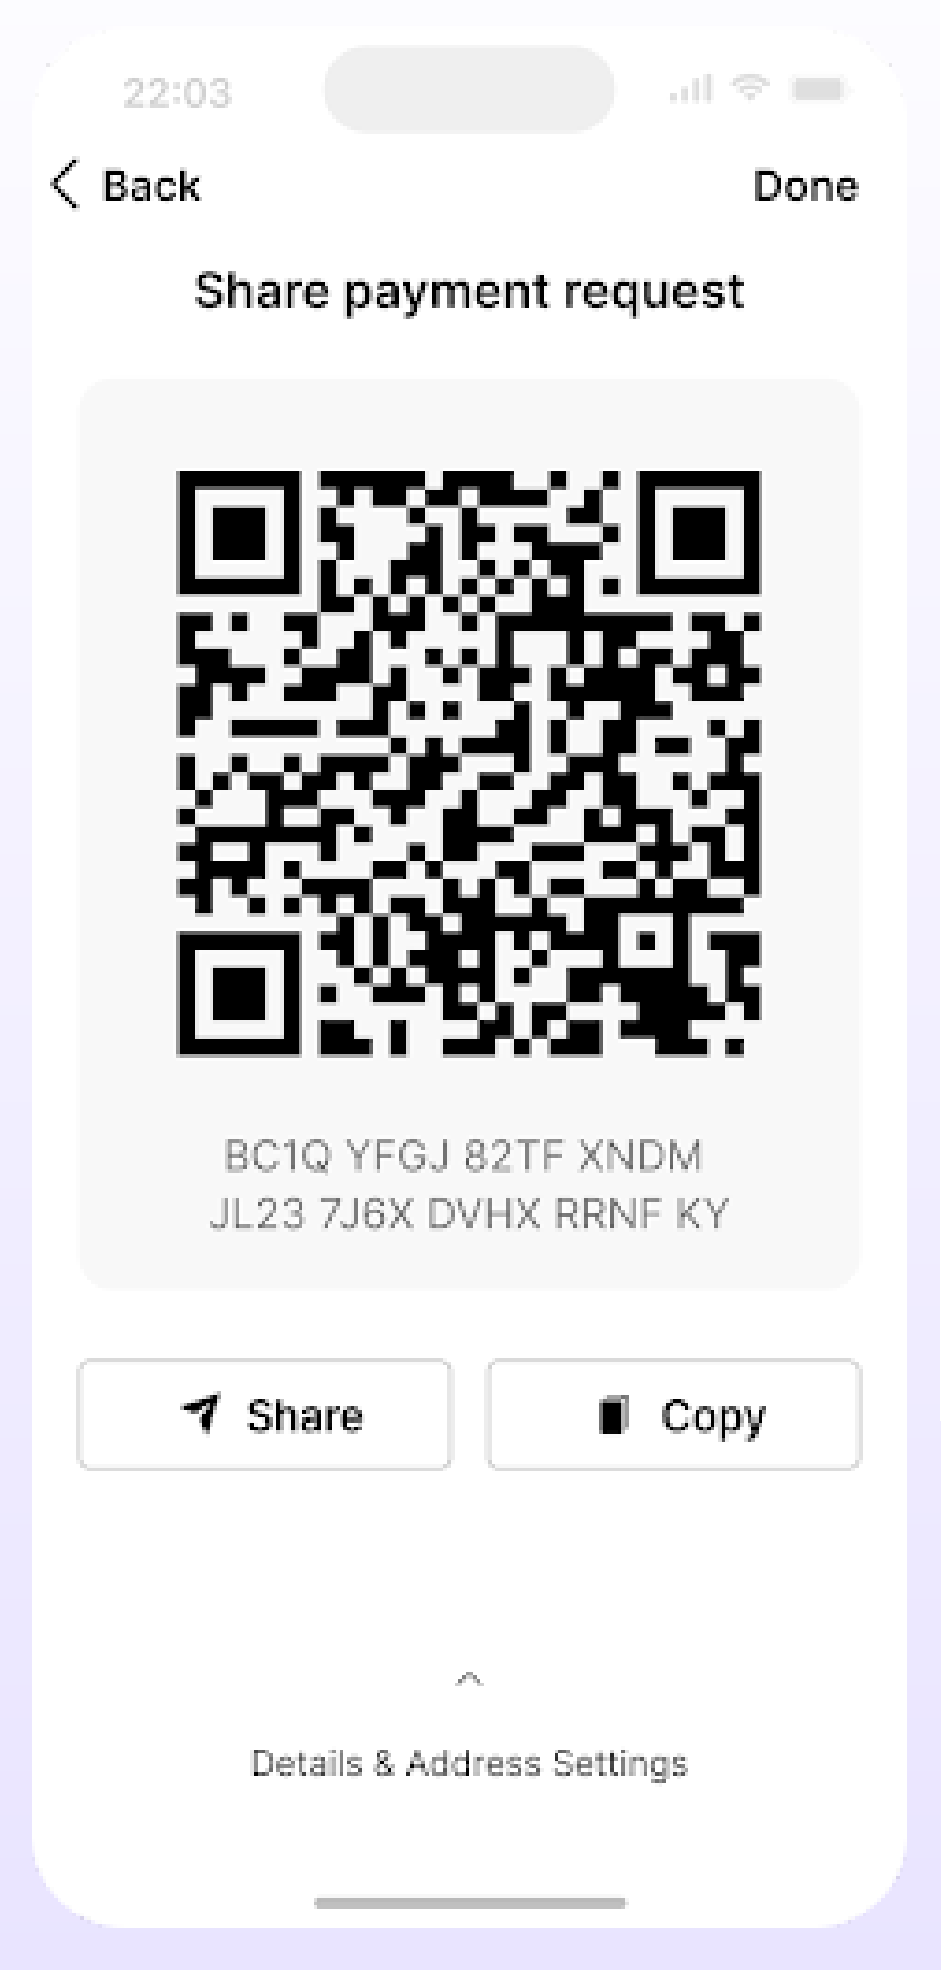 22:03
Back
Done
Share payment request
BC1Q YFGJ 82TF XNDM
JL23 7J6X DVHX RRNF KY
Share
Copy
Details & Address Settings